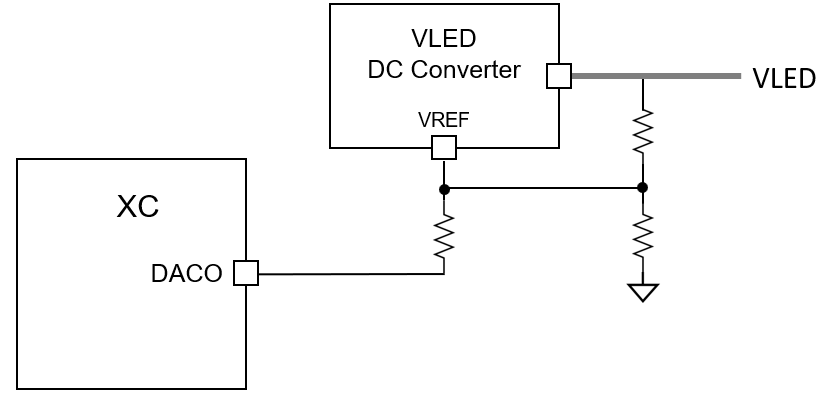 VLED
DC Converter
VLED
VREF
XC
DACO